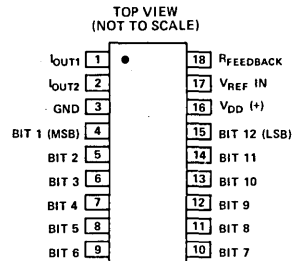 TOP VIEW
(NOT TO SCALE)
IOUT1 1 18 RFEEDBACK
IOUT2 2 17 VREF IN
GND 3 16 VDD (+)
BIT 1 (MSB) 4 15 BIT 12 (LSB)
BIT 2 5 14 BIT 11
BIT 3 6 13 BIT 10
BIT 4 7 12 BIT 9
BIT 5 8 11 BIT 8
BIT 6 9 10 BIT 7